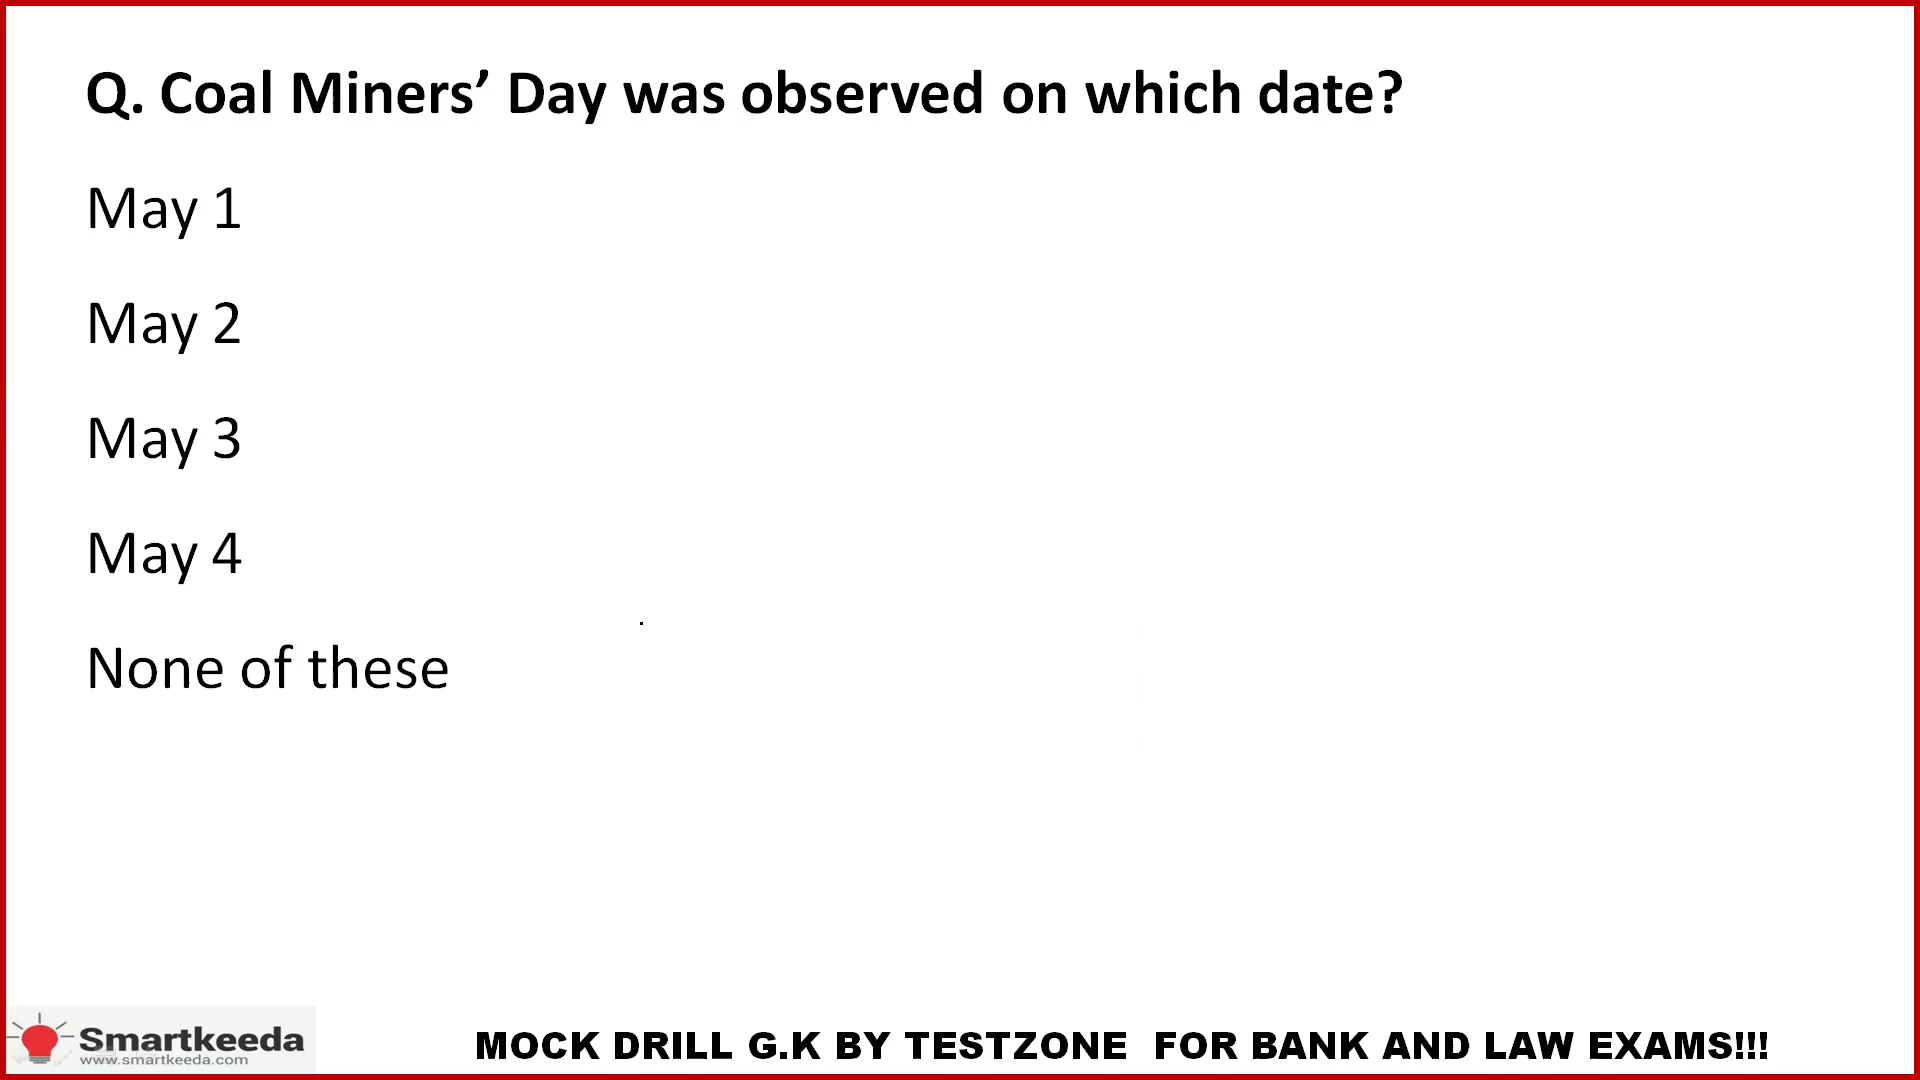 Q. Coal Miners’ Day was observed on which date?
May 1
May 2
May 3
May 4
None of these
Smartkeeda
www.smartkeeda.com
MOCK DRILL G.K BY TESTZONE FOR BANK AND LAW EXAMS!!!